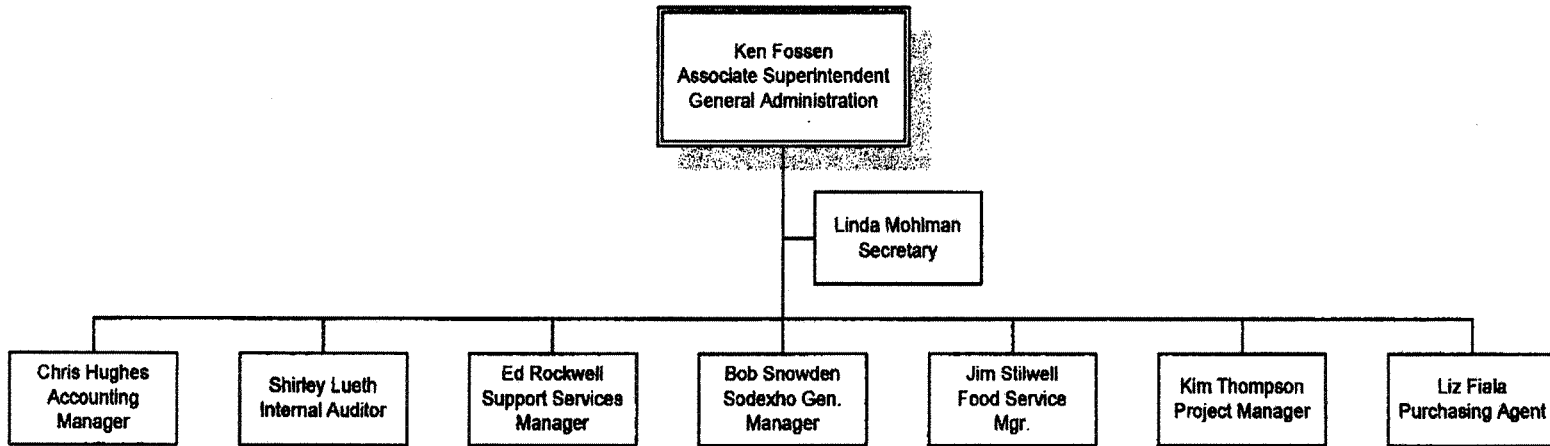 Ken Fossen
Associate Superintendent
General Administration
Linda Mohlman
Secretary
Chris Hughes
Accounting
Manager
Shirley Lueth
Internal Auditor
Ed Rockwell
Support Services
Manager
Bob Snowden
Sodexho Gen.
Manager
Jim Stilwell
Food Service
Mgr.
Kim Thompson
Project Manager
Liz Fiala
Purchasing Agent